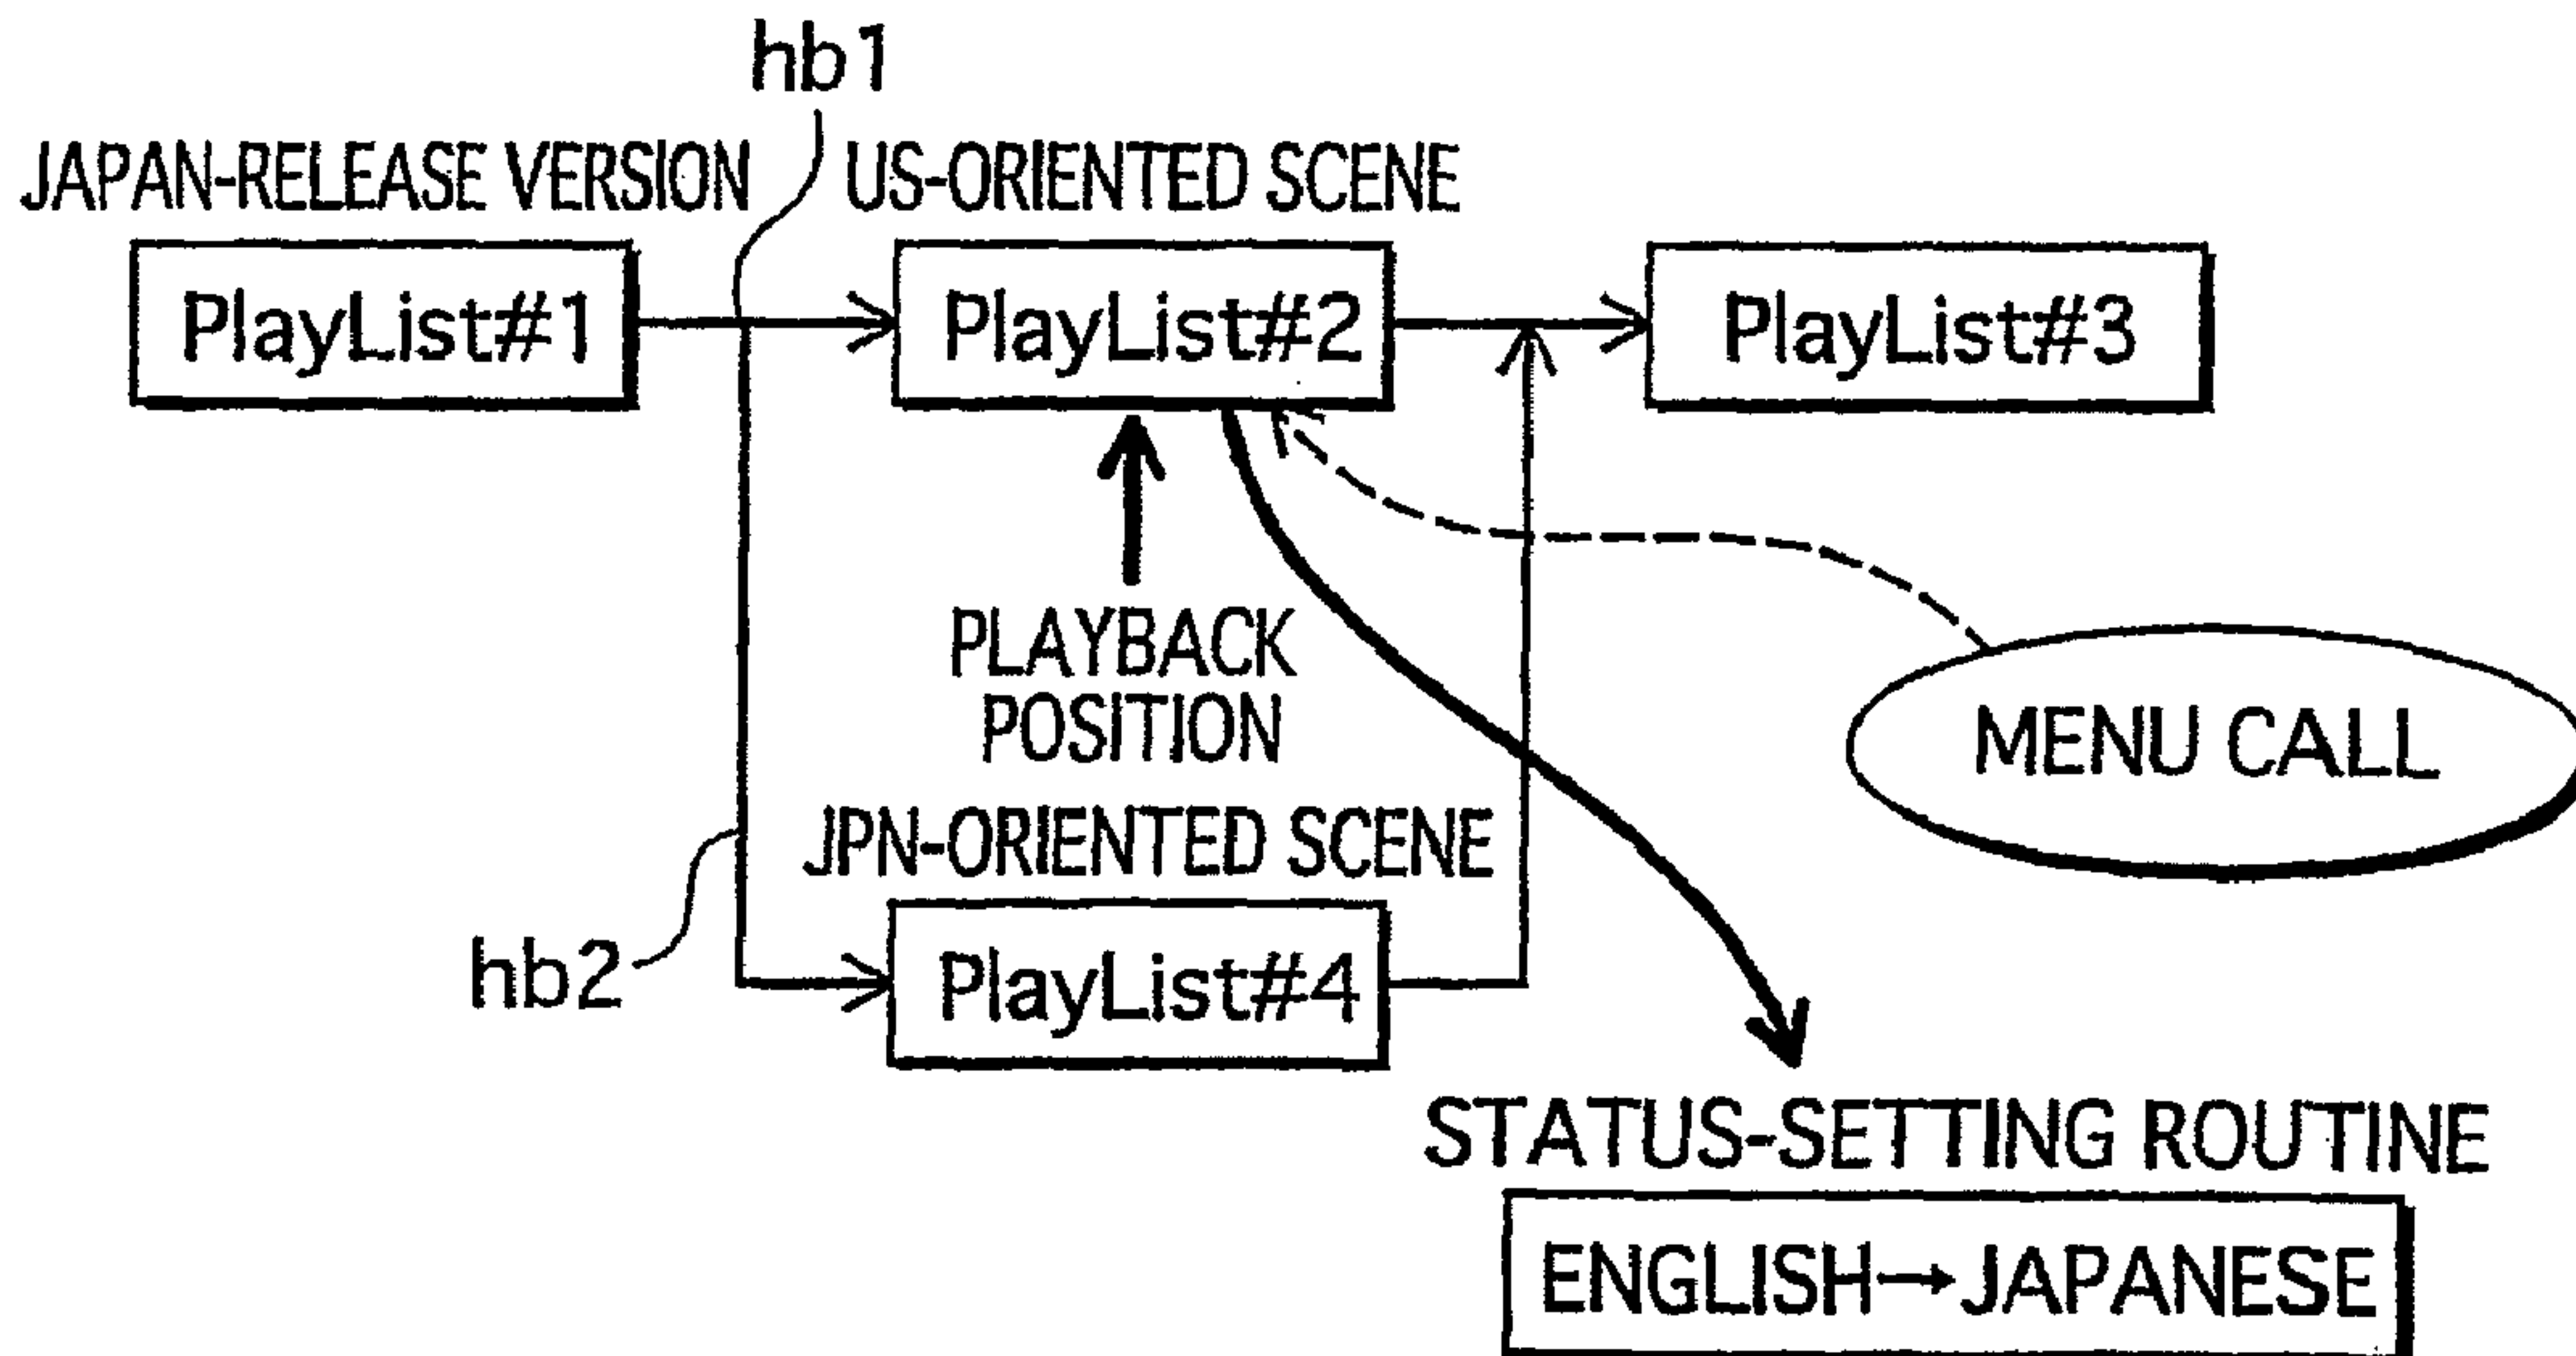 hb1
JAPAN-RELEASE VERSION
US-ORIENTED SCENE
PlayList#1
PlayList#2
PlayList#3
PLAYBACK
POSITION
MENU CALL
JPN-ORIENTED SCENE
hb2
PlayList#4
STATUS-SETTING ROUTINE
ENGLISH→JAPANESE